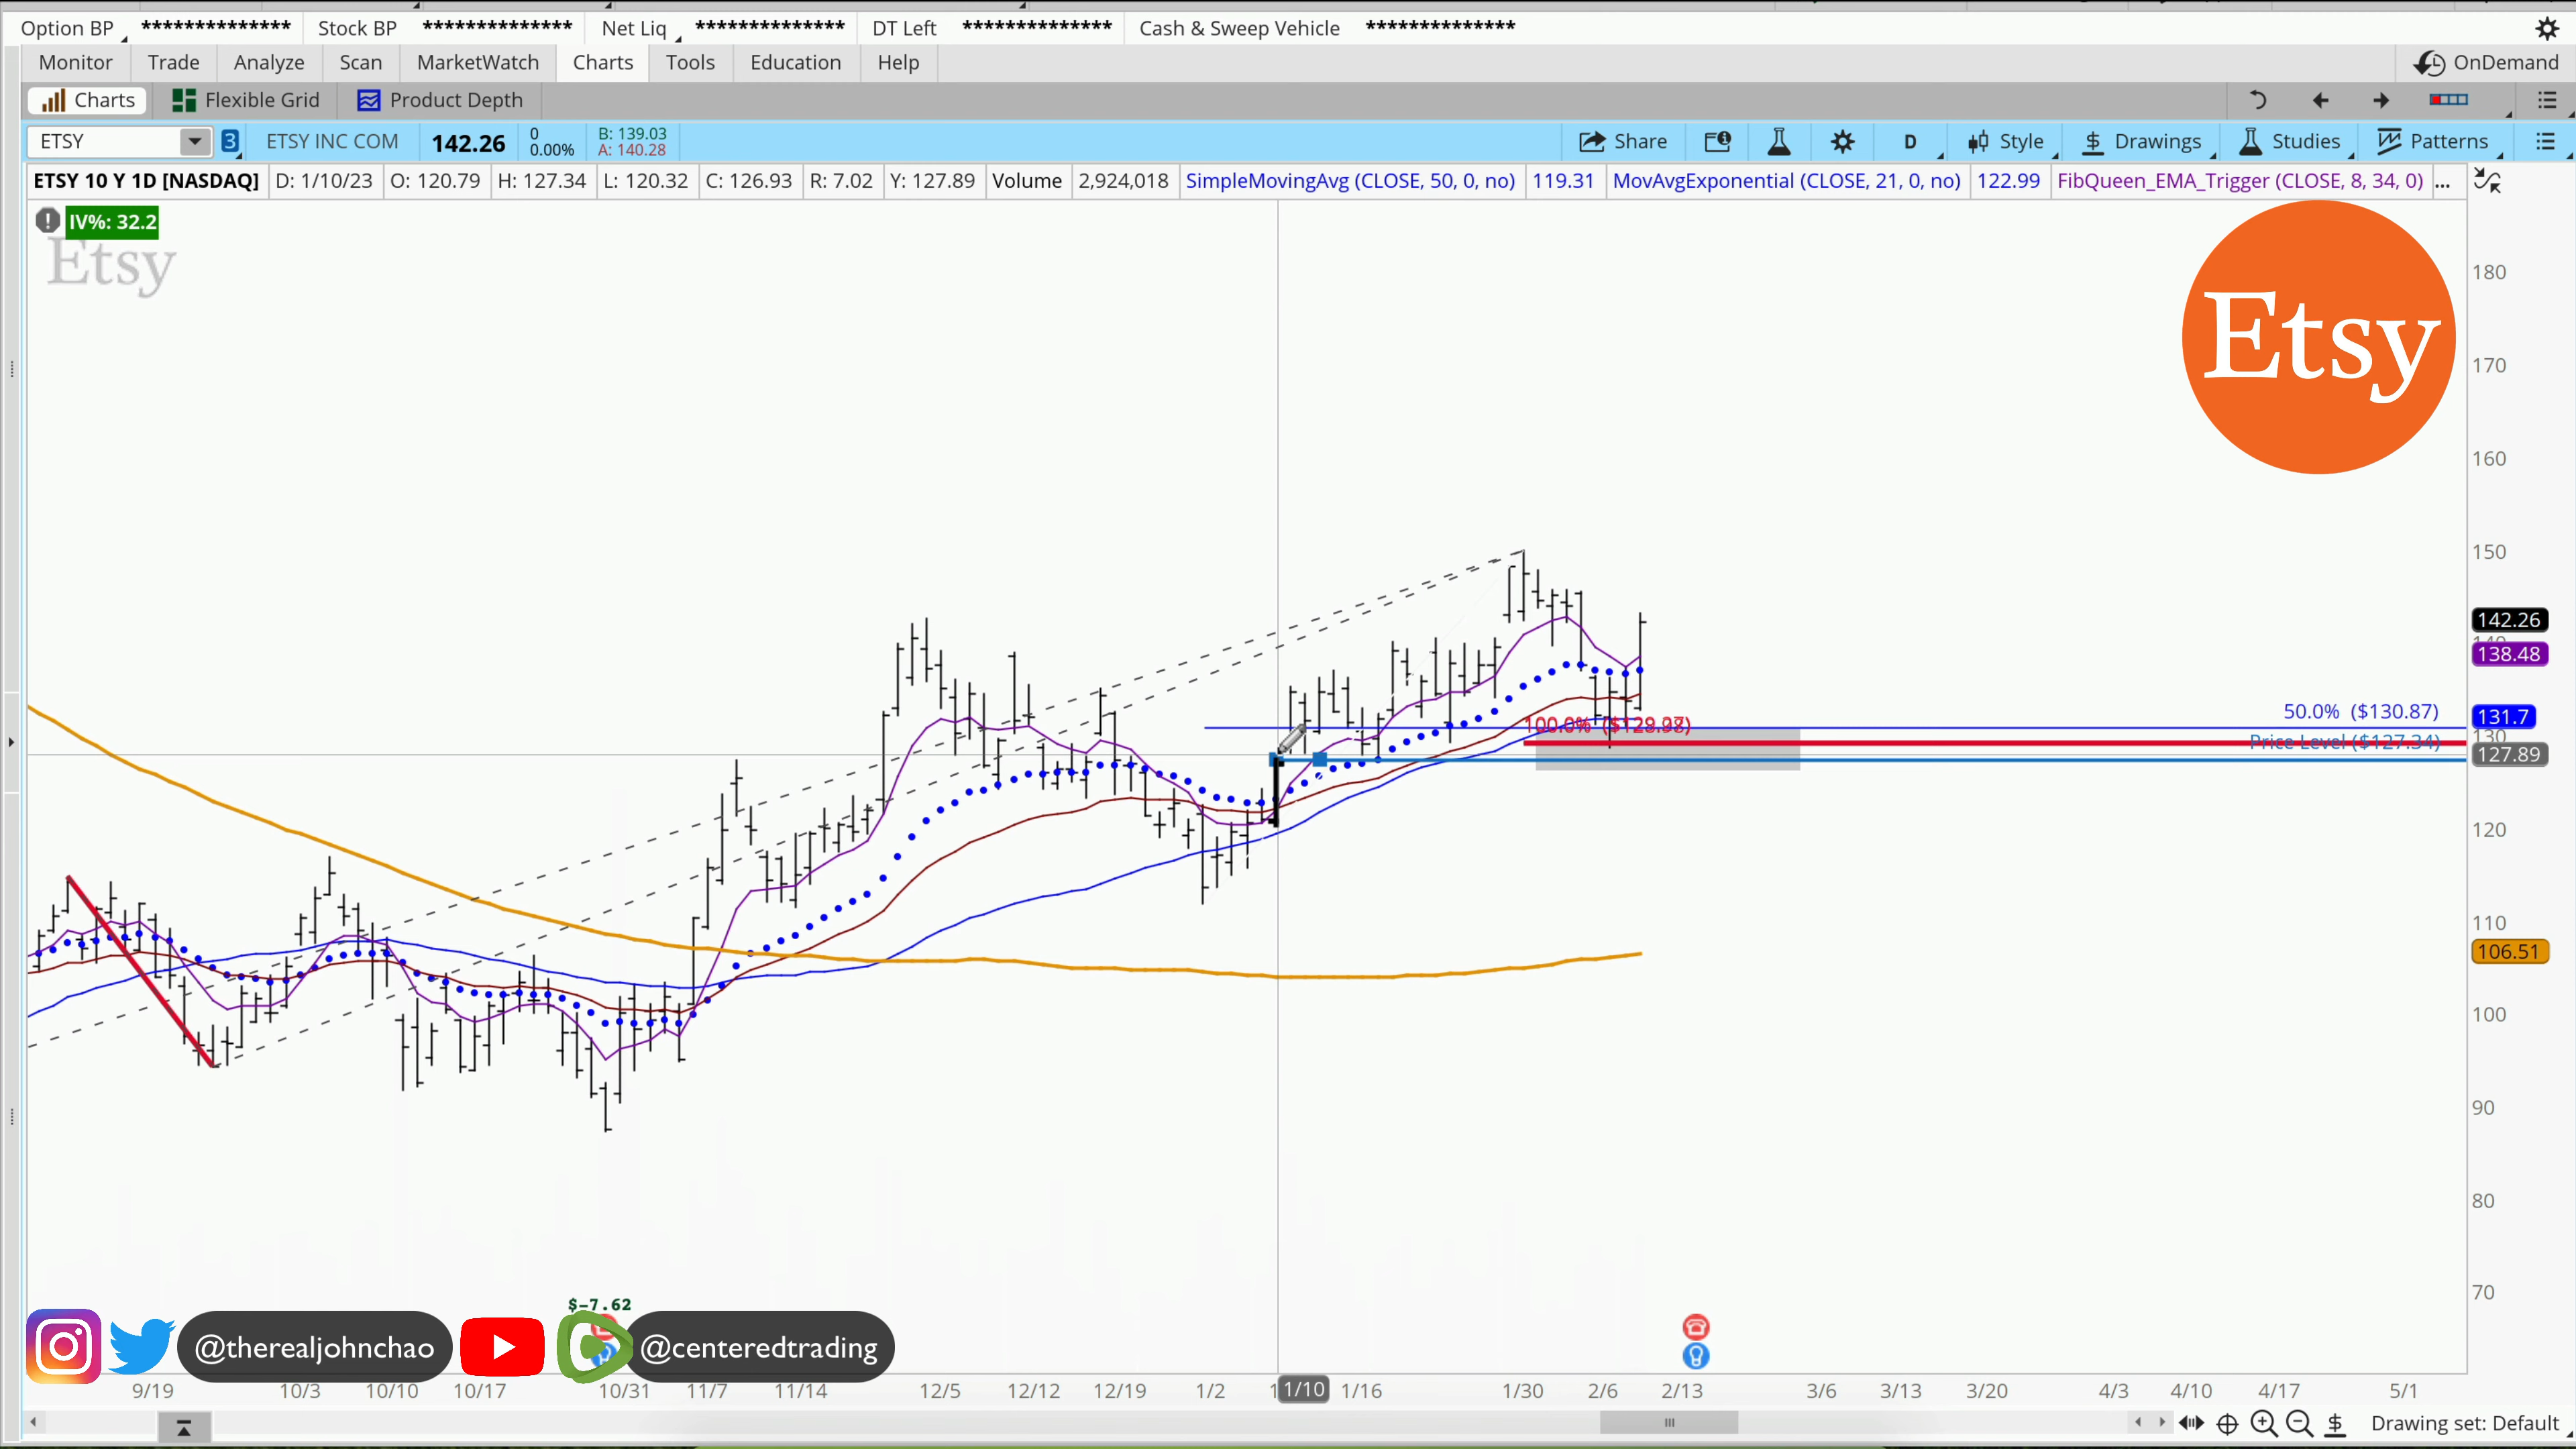 Option BP ************** Stock BP ************** Net Liq ************** DT Left ************** Cash & Sweep Vehicle **************
Monitor Trade Analyze Scan MarketWatch Charts Tools Education Help OnDemand
Charts Flexible Grid Product Depth
ETSY 3 ETSY INC COM 142.26 0 B: 139.03 Share D Style Drawings Studies Patterns
0.00% A: 140.28
ETSY 10 Y 1D [NASDAQ] D: 1/10/23 O: 120.79 H: 127.34 L: 120.32 C: 126.93 R: 7.02 Y: 127.89 Volume 2,924,018 SimpleMovingAvg (CLOSE, 50, 0, no) 119.31 MovAvgExponential (CLOSE, 21, 0, no) 122.99 FibQueen_EMA_Trigger (CLOSE, 8, 34, 0) ...
IV%: 32.2
Etsy
Etsy
180
170
160
150
142.26
138.48
50.0% ($130.87)
131.7
130
Price Level ($127.34)
127.89
120
110
106.51
100
90
80
70
$-7.62
@therealjohnchao @centeredtrading
9/19 10/3 10/10 10/17 10/31 11/7 11/14 12/5 12/12 12/19 1/2 1/10 1/16 1/30 2/6 2/13 3/6 3/13 3/20 4/3 4/10 4/17 5/1
Drawing set: Default